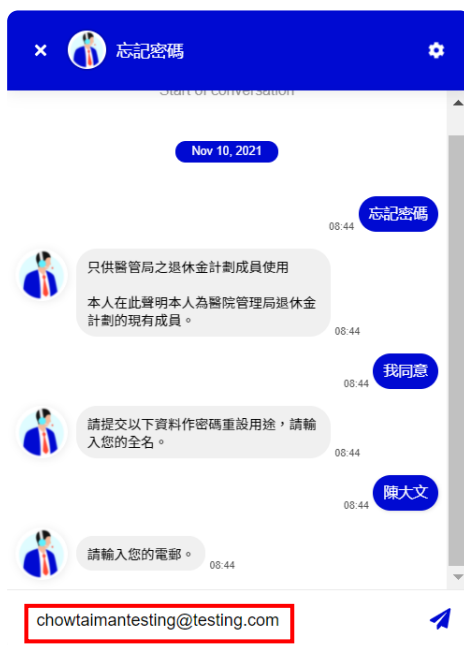 忘記密碼
Start of conversation
Nov 10, 2021
忘記密碼
08:44
只供醫管局之退休金計劃成員使用
本人在此聲明本人為醫院管理局退休金
計劃的現有成員。
08:44
我同意
08:44
請提交以下資料作密碼重設用途，請輸
入您的全名。
08:44
陳大文
08:44
請輸入您的電郵。
08:44
chowtaimantesting@testing.com